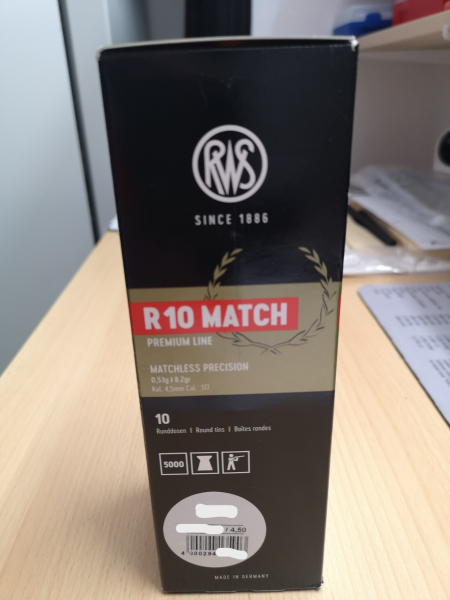 RWS
SINCE 1886
R 10 MATCH
PREMIUM LINE
MATCHLESS PRECISION
0,53g / 8.2gr
Kal. 4,5mm Cal. .177
10
Runddosen | Round tins | Boîtes rondes
5000
/ 4,50
MADE IN GERMANY